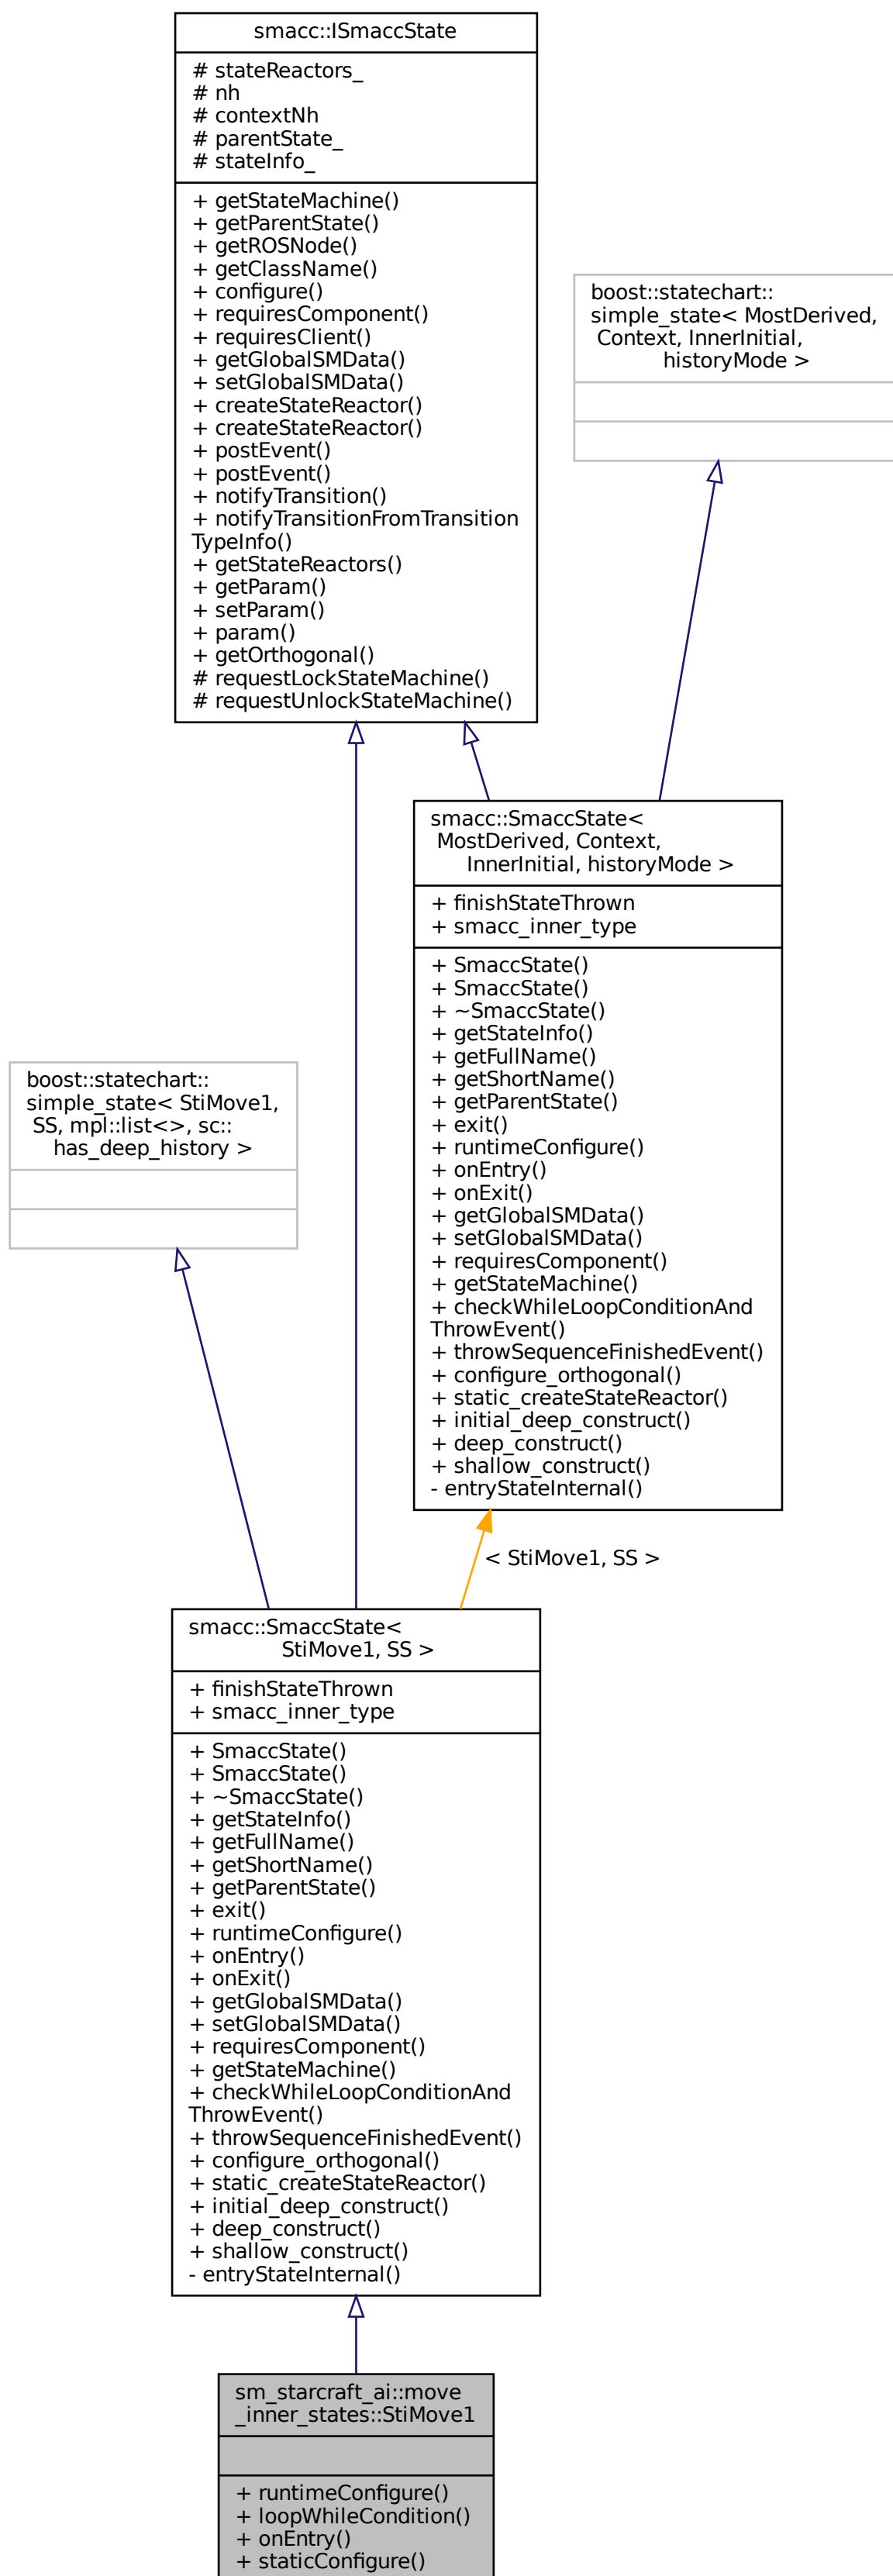 smacc::ISmaccState
# stateReactors_
# nh
# contextNh
# parentState_
# stateInfo_
+ getStateMachine()
+ getParentState()
+ getROSNode()
+ getClassName()
+ configure()
+ requiresComponent()
+ requiresClient()
+ getGlobalSMData()
+ setGlobalSMData()
+ createStateReactor()
+ createStateReactor()
+ postEvent()
+ postEvent()
+ notifyTransition()
+ notifyTransitionFromTransition
TypeInfo()
+ getStateReactors()
+ getParam()
+ setParam()
+ param()
+ getOrthogonal()
# requestLockStateMachine()
# requestUnlockStateMachine()
boost::statechart::
simple_state< MostDerived,
Context, InnerInitial,
historyMode >
smacc::SmaccState<
MostDerived, Context,
InnerInitial, historyMode >
+ finishStateThrown
+ smacc_inner_type
+ SmaccState()
+ SmaccState()
+ ~SmaccState()
+ getStateInfo()
+ getFullName()
+ getShortName()
+ getParentState()
+ exit()
+ runtimeConfigure()
+ onEntry()
+ onExit()
+ getGlobalSMData()
+ setGlobalSMData()
+ requiresComponent()
+ getStateMachine()
+ checkWhileLoopConditionAnd
ThrowEvent()
+ throwSequenceFinishedEvent()
+ configure_orthogonal()
+ static_createStateReactor()
+ initial_deep_construct()
+ deep_construct()
+ shallow_construct()
- entryStateInternal()
boost::statechart::
simple_state< StiMove1,
SS, mpl::list<>, sc::
has_deep_history >
< StiMove1, SS >
smacc::SmaccState<
StiMove1, SS >
+ finishStateThrown
+ smacc_inner_type
+ SmaccState()
+ SmaccState()
+ ~SmaccState()
+ getStateInfo()
+ getFullName()
+ getShortName()
+ getParentState()
+ exit()
+ runtimeConfigure()
+ onEntry()
+ onExit()
+ getGlobalSMData()
+ setGlobalSMData()
+ requiresComponent()
+ getStateMachine()
+ checkWhileLoopConditionAnd
ThrowEvent()
+ throwSequenceFinishedEvent()
+ configure_orthogonal()
+ static_createStateReactor()
+ initial_deep_construct()
+ deep_construct()
+ shallow_construct()
- entryStateInternal()
sm_starcraft_ai::move
_inner_states::StiMove1
+ runtimeConfigure()
+ loopWhileCondition()
+ onEntry()
+ staticConfigure()